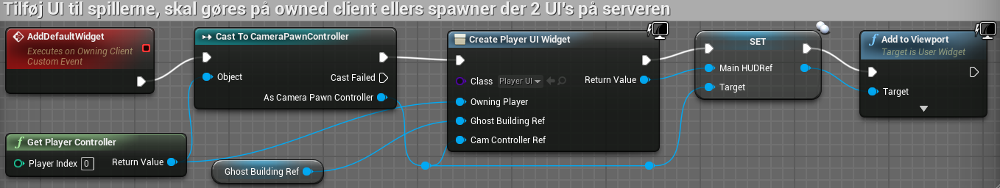 Tilføj UI til spillerne, skal gøres på owned client ellers spawner der 2 UI's på serveren
AddDefaultWidget
Executes on Owning Client
Custom Event
Cast To CameraPawnController
Object
Cast Failed
As Camera Pawn Controller
Create Player UI Widget
Class
Player UI
Return Value
Owning Player
Ghost Building Ref
Cam Controller Ref
SET
Main HUDRef
Target
Add to Viewport
Target is User Widget
Target
Get Player Controller
Player Index
0
Return Value
Ghost Building Ref